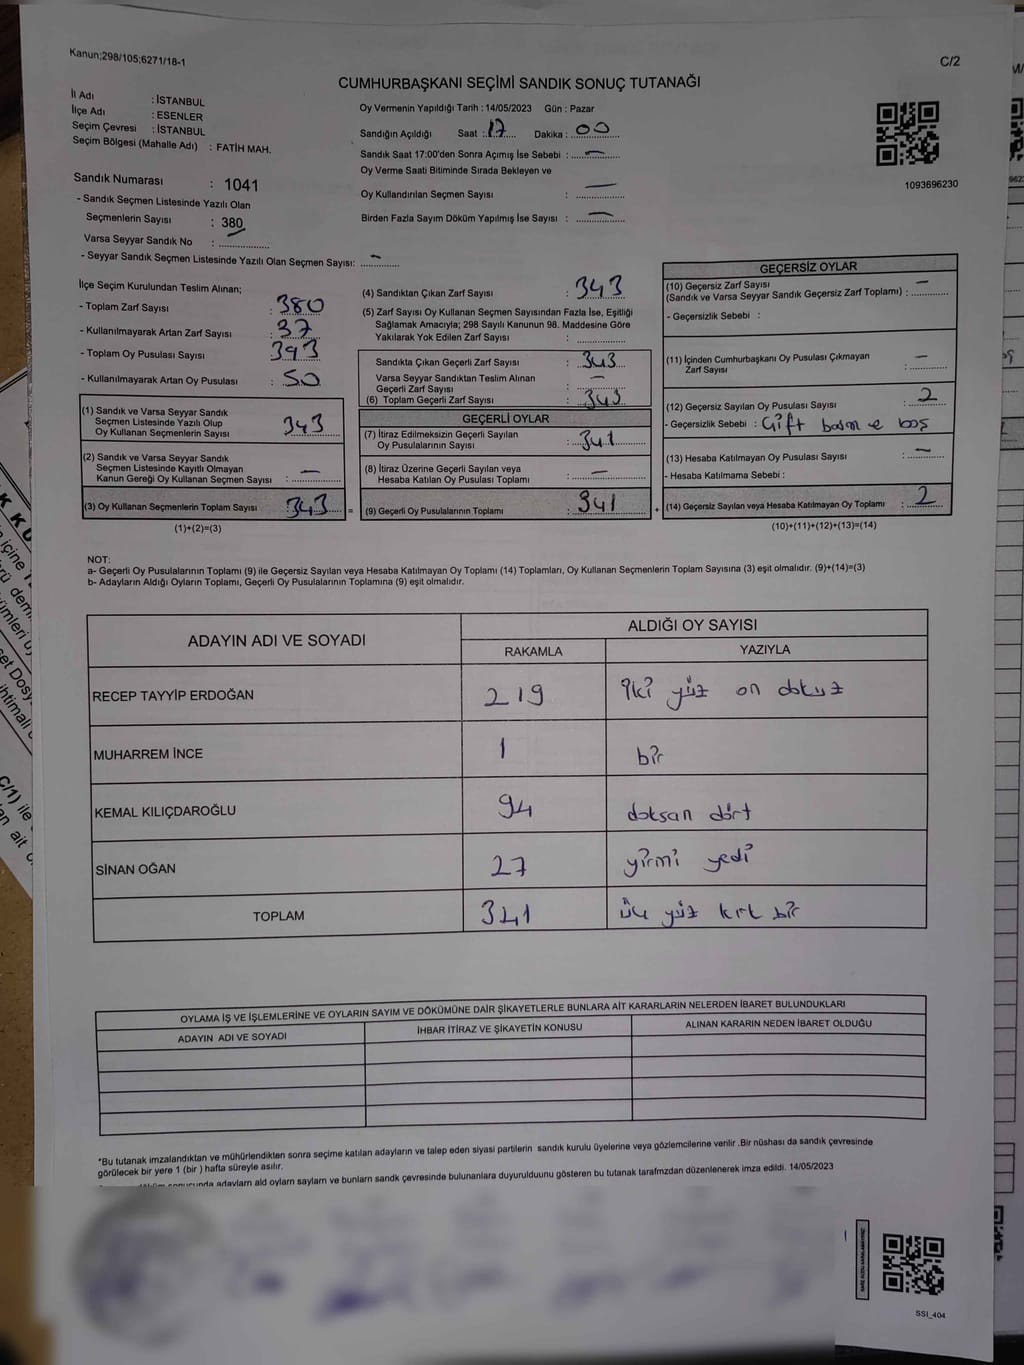 Kanun;298/105;6271/18-1
C/2
CUMHURBAŞKANI SEÇİMİ SANDIK SONUÇ TUTANAĞI
İl Adı : İSTANBUL
İlçe Adı : ESENLER
Seçim Çevresi : İSTANBUL
Seçim Bölgesi (Mahalle Adı) : FATİH MAH.
Oy Vermenin Yapıldığı Tarih : 14/05/2023 Gün : Pazar
Sandığın Açıldığı Saat : 17 Dakika : 00
Sandık Saat 17:00'den Sonra Açımış İse Sebebi : —
Oy Verme Saati Bitiminde Sırada Bekleyen ve
Oy Kullandırılan Seçmen Sayısı : —
Birden Fazla Sayım Döküm Yapılmış İse Sayısı : —
1093696230
Sandık Numarası : 1041
- Sandık Seçmen Listesinde Yazılı Olan
Seçmenlerin Sayısı : 380
Varsa Seyyar Sandık No :
- Seyyar Sandık Seçmen Listesinde Yazılı Olan Seçmen Sayısı: —
İlçe Seçim Kurulundan Teslim Alınan;
- Toplam Zarf Sayısı : 380
- Kullanılmayarak Artan Zarf Sayısı : 37
- Toplam Oy Pusulası Sayısı : 393
- Kullanılmayarak Artan Oy Pusulası : 50
(1) Sandık ve Varsa Seyyar Sandık
Seçmen Listesinde Yazılı Olup
Oy Kullanan Seçmenlerin Sayısı : 343
(2) Sandık ve Varsa Seyyar Sandık
Seçmen Listesinde Kayıtlı Olmayan
Kanun Gereği Oy Kullanan Seçmen Sayısı : —
(3) Oy Kullanan Seçmenlerin Toplam Sayısı : 343 =
(1)+(2)=(3)
(4) Sandıktan Çıkan Zarf Sayısı : 343
(5) Zarf Sayısı Oy Kullanan Seçmen Sayısından Fazla İse, Eşitliği
Sağlamak Amacıyla; 298 Sayılı Kanunun 98. Maddesine Göre
Yakılarak Yok Edilen Zarf Sayısı :
Sandıkta Çıkan Geçerli Zarf Sayısı : 343
Varsa Seyyar Sandıktan Teslim Alınan
Geçerli Zarf Sayısı : —
(6) Toplam Geçerli Zarf Sayısı : 343
GEÇERLİ OYLAR
(7) İtiraz Edilmeksizin Geçerli Sayılan
Oy Pusulalarının Sayısı : 341
(8) İtiraz Üzerine Geçerli Sayılan veya
Hesaba Katılan Oy Pusulası Toplamı : —
(9) Geçerli Oy Pusulalarının Toplamı : 341 +
GEÇERSİZ OYLAR
(10) Geçersiz Zarf Sayısı
(Sandık ve Varsa Seyyar Sandık Geçersiz Zarf Toplamı) : —
- Geçersizlik Sebebi :
(11) İçinden Cumhurbaşkanı Oy Pusulası Çıkmayan
Zarf Sayısı : —
(12) Geçersiz Sayılan Oy Pusulası Sayısı : 2
- Geçersizlik Sebebi : Çift basım ve boş
(13) Hesaba Katılmayan Oy Pusulası Sayısı : —
- Hesaba Katılmama Sebebi :
(14) Geçersiz Sayılan veya Hesaba Katılmayan Oy Toplamı : 2
(10)+(11)+(12)+(13)=(14)
NOT:
a- Geçerli Oy Pusulalarının Toplamı (9) ile Geçersiz Sayılan veya Hesaba Katılmayan Oy Toplamı (14) Toplamları, Oy Kullanan Seçmenlerin Toplam Sayısına (3) eşit olmalıdır. (9)+(14)=(3)
b- Adayların Aldığı Oyların Toplamı, Geçerli Oy Pusulalarının Toplamına (9) eşit olmalıdır.
ADAYIN ADI VE SOYADI
ALDIĞI OY SAYISI
RAKAMLA YAZIYLA
RECEP TAYYİP ERDOĞAN 219 iki yüz on dokuz
MUHARREM İNCE 1 bir
KEMAL KILIÇDAROĞLU 94 doksan dört
SİNAN OĞAN 27 yirmi yedi
TOPLAM 341 üç yüz kırk bir
OYLAMA İŞ VE İŞLEMLERİNE VE OYLARIN SAYIM VE DÖKÜMÜNE DAİR ŞİKAYETLERLE BUNLARA AİT KARARLARIN NELERDEN İBARET BULUNDUKLARI
ADAYIN ADI VE SOYADI İHBAR İTİRAZ VE ŞİKAYETİN KONUSU ALINAN KARARIN NEDEN İBARET OLDUĞU
*Bu tutanak imzalandıktan ve mühürlendikten sonra seçime katılan adayların ve talep eden siyasi partilerin sandık kurulu üyelerine veya gözlemcilerine verilir .Bir nüshası da sandık çevresinde
görülecek bir yere 1 (bir ) hafta süreyle asılır.
sonucunda adayların ald oyların sayları ve bunların sandk çevresinde bulunanlara duyurulduunu gösteren bu tutanak tarafmzdan düzenlenerek imza edildi. 14/05/2023
SSI_404